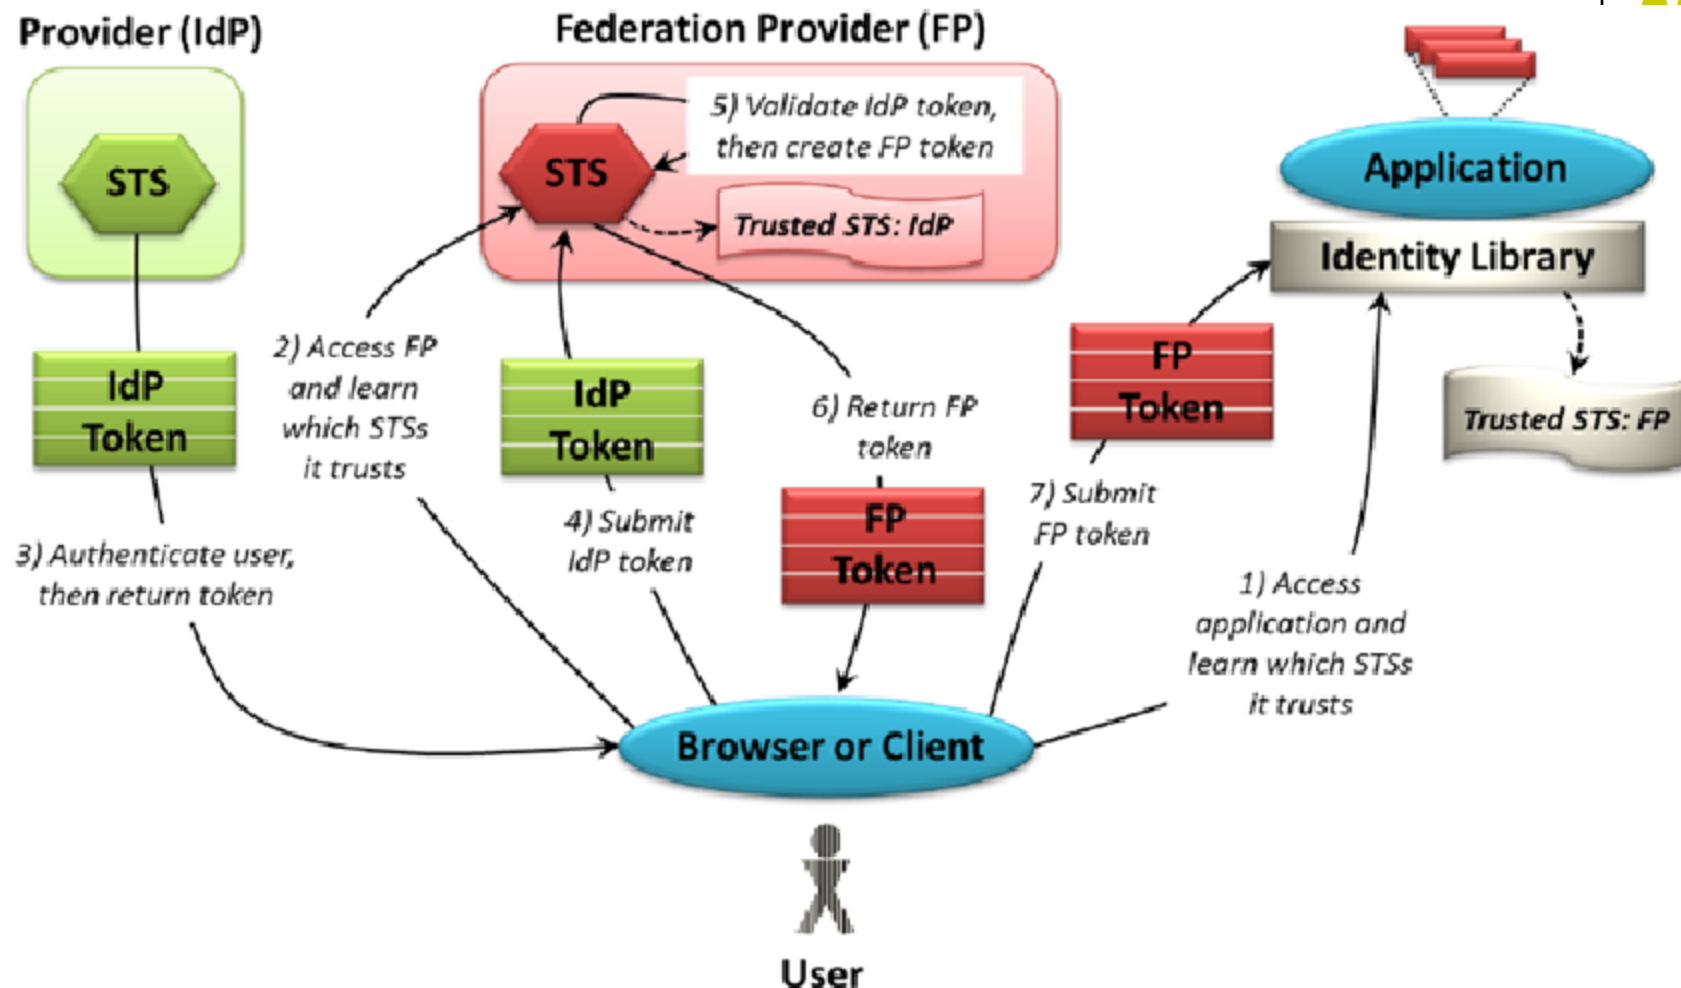 Provider (IdP)
Federation Provider (FP)
5) Validate IdP token,
then create FP token
STS
STS
Trusted STS: IdP
Application
Identity Library
Trusted STS: FP
2) Access FP
and learn
which STSs
it trusts
IdP
Token
IdP
Token
6) Return FP
token
FP
Token
FP
Token
3) Authenticate user,
then return token
4) Submit
IdP token
7) Submit
FP token
1) Access
application and
learn which STSs
it trusts
Browser or Client
User